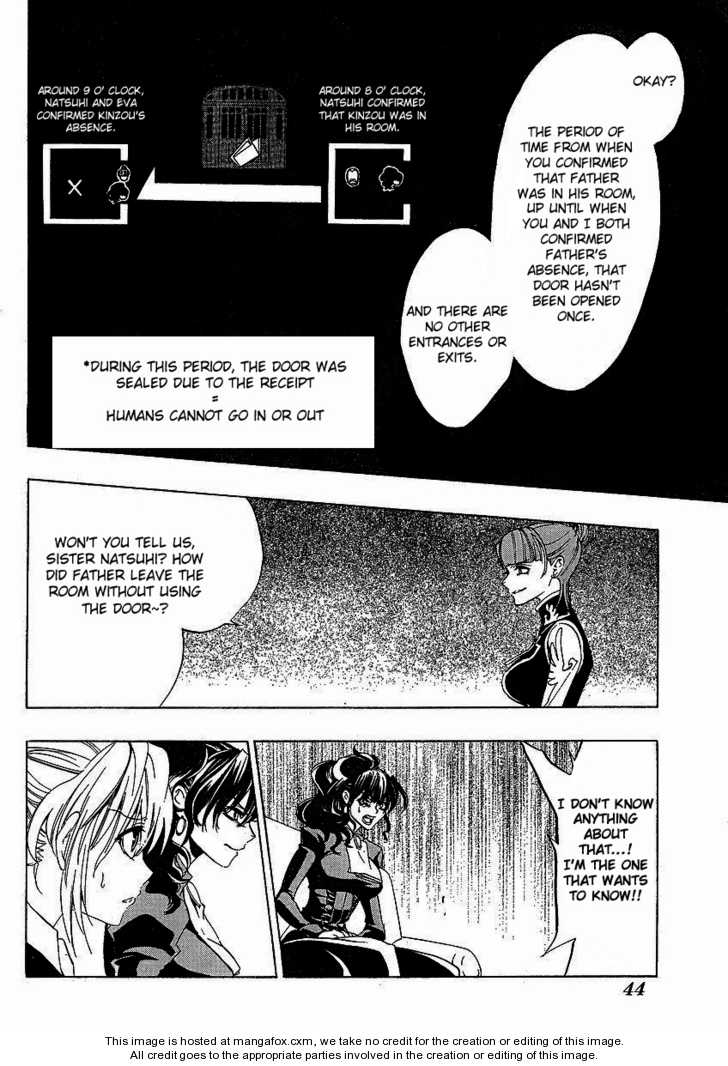 OKAY?
THE PERIOD OF
TIME FROM WHEN
YOU CONFIRMED
THAT FATHER
WAS IN HIS ROOM,
UP UNTIL WHEN
YOU AND I BOTH
CONFIRMED
FATHER'S
ABSENCE, THAT
DOOR HASN'T
BEEN OPENED
ONCE.
AND THERE ARE
NO OTHER
ENTRANCES OR
EXITS.
AROUND 8 O' CLOCK,
NATSUHI CONFIRMED
THAT KINZOU WAS IN
HIS ROOM.
AROUND 9 O' CLOCK,
NATSUHI AND EVA
CONFIRMED KINZOU'S
ABSENCE.
*DURING THIS PERIOD, THE DOOR WAS
SEALED DUE TO THE RECEIPT
=
HUMANS CANNOT GO IN OR OUT
WON'T YOU TELL US,
SISTER NATSUHI? HOW
DID FATHER LEAVE THE
ROOM WITHOUT USING
THE DOOR~?
I DON'T KNOW
ANYTHING
ABOUT
THAT...!
I'M THE ONE
THAT WANTS
TO KNOW!!
44
This image is hosted at mangafox.cxm, we take no credit for the creation or editing of this image.
All credit goes to the appropriate parties involved in the creation or editing of this image.